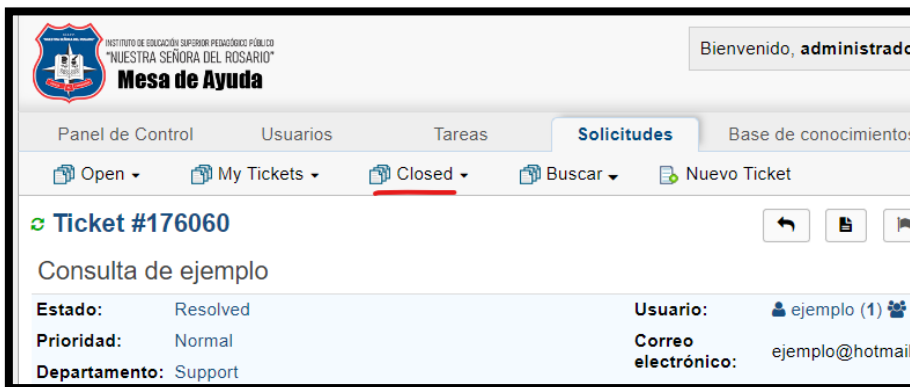 INSTITUTO DE EDUCACIÓN SUPERIOR PEDAGÓGICO PÚBLICO
"NUESTRA SEÑORA DEL ROSARIO"
Mesa de Ayuda
Bienvenido, administrado
Panel de Control Usuarios Tareas Solicitudes Base de conocimientos
Open My Tickets Closed Buscar Nuevo Ticket
Ticket #176060
Consulta de ejemplo
Estado: Resolved Usuario: ejemplo (1)
Prioridad: Normal Correo electrónico: ejemplo@hotmail
Departamento: Support